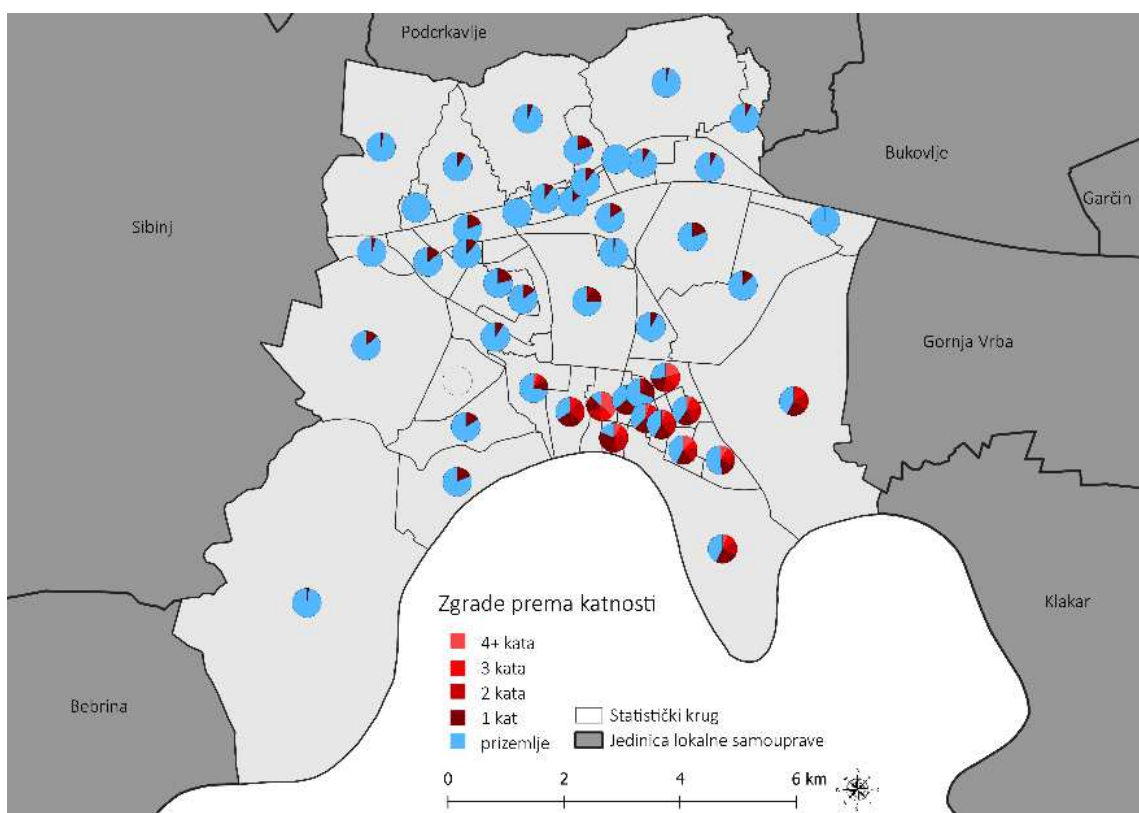 Podcrkavlje
Bukovlje
Garčin
Sibinj
Gornja Vrba
Klakar
Bebrina
Zgrade prema katnosti
4+ kata
3 kata
2 kata
1 kat
prizemlje
Statistički krug
Jedinica lokalne samouprave
0 2 4 6 km